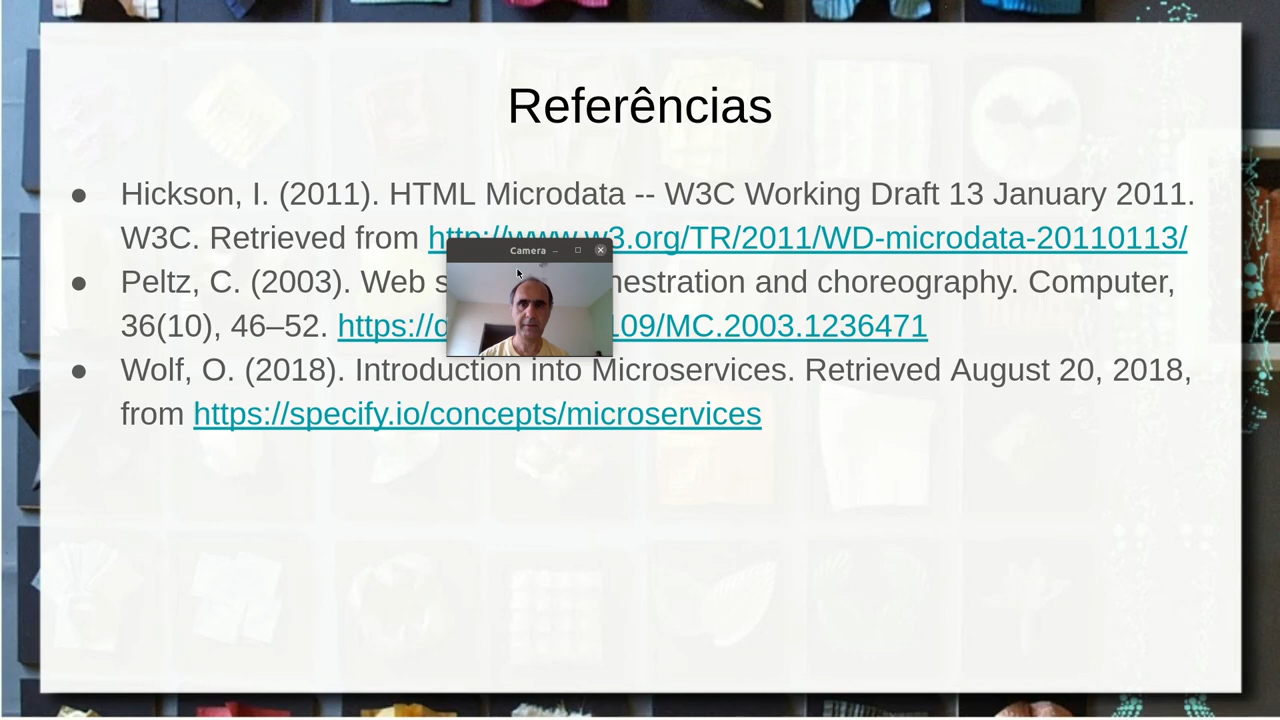 Referências
● Hickson, I. (2011). HTML Microdata -- W3C Working Draft 13 January 2011.
W3C. Retrieved from http://www.w3.org/TR/2011/WD-microdata-20110113/
Camera
● Peltz, C. (2003). Web s hestration and choreography. Computer,
36(10), 46–52. https://d 109/MC.2003.1236471
● Wolf, O. (2018). Introduction into Microservices. Retrieved August 20, 2018,
from https://specify.io/concepts/microservices